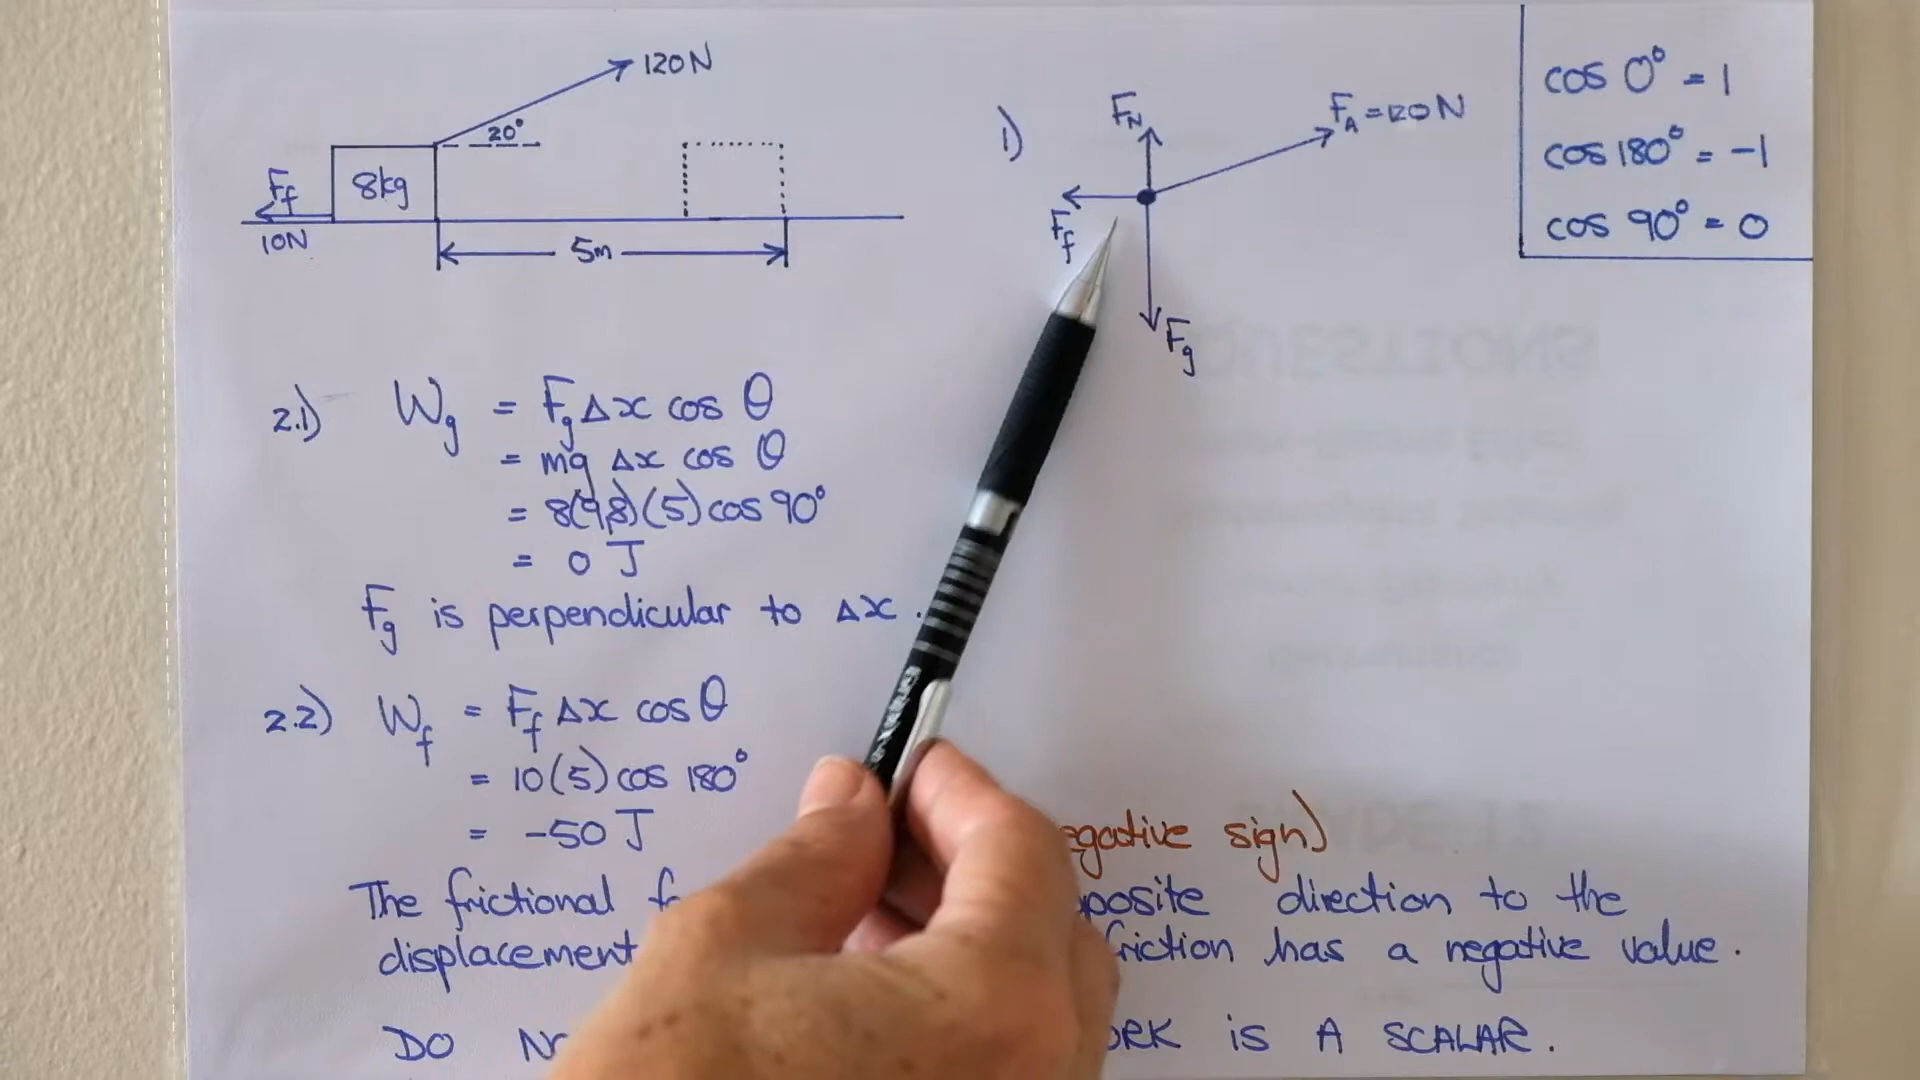 120N
20°
Ff
8kg
10N
5m
1)
FN
FA = 120N
Ff
Fg
cos 0° = 1
cos 180° = -1
cos 90° = 0
2.1) Wg = Fg Δx cos θ
= mg Δx cos θ
= 8(9,8)(5) cos 90°
= 0 J
Fg is perpendicular to Δx.
2.2) Wf = Ff Δx cos θ
= 10(5) cos 180°
= -50 J
egative sign)
The frictional posite direction to the
displacement friction has a negative value.
DO IS A SCALAR.